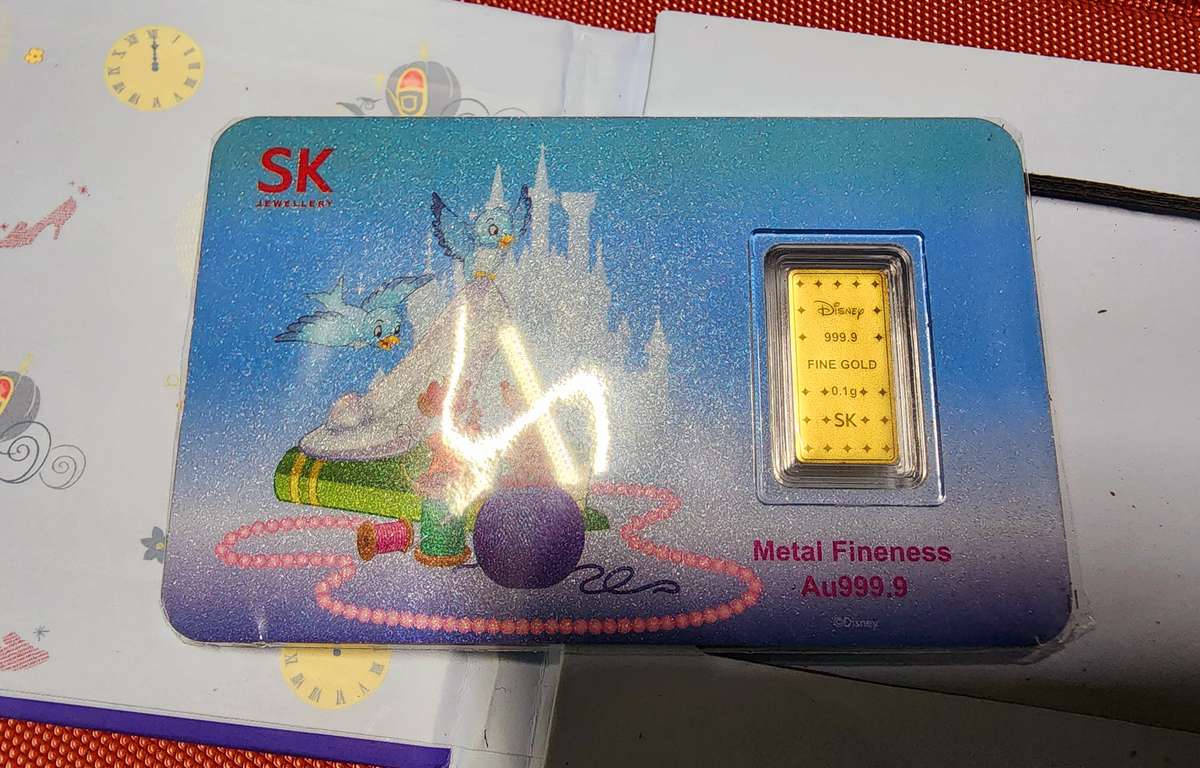 SK
JEWELLERY
Disney
999.9
FINE GOLD
0.1g
SK
Metal Fineness
Au999.9
©Disney